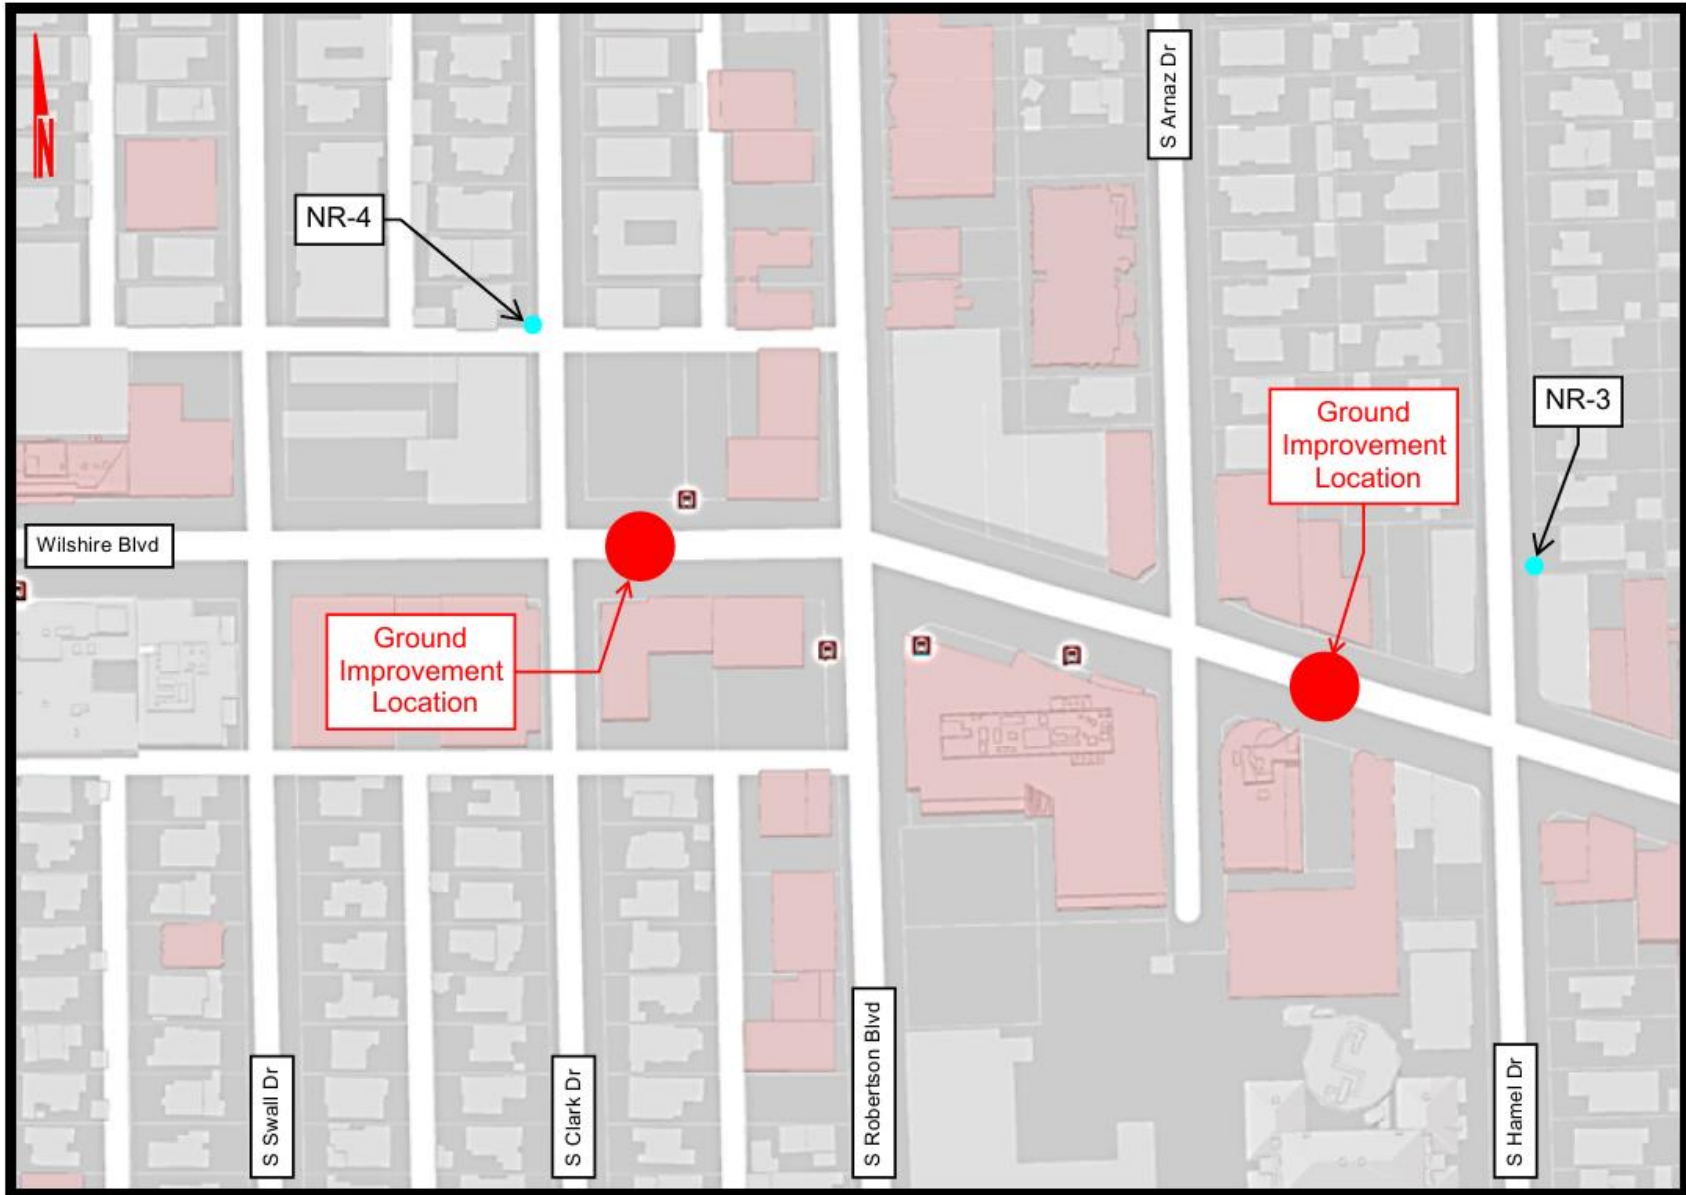 S Arnaz Dr
N
NR-4
NR-3
Ground
Improvement
Location
Wilshire Blvd
Ground
Improvement
Location
S Swall Dr
S Clark Dr
S Robertson Blvd
S Hamel Dr